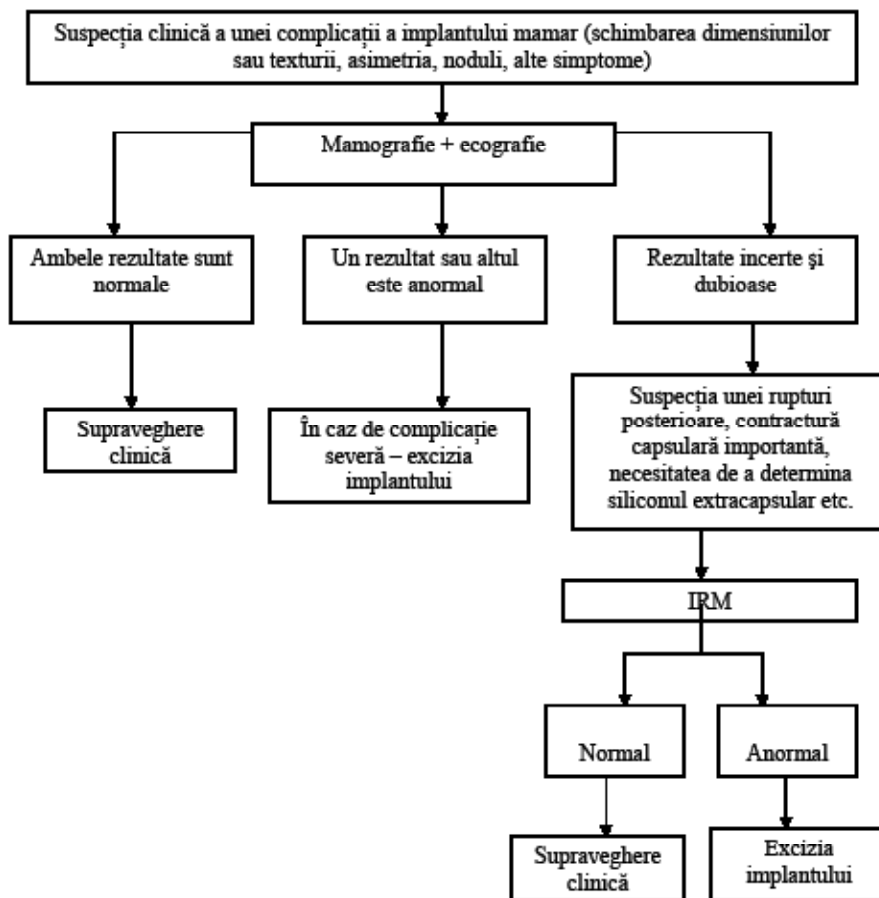 Suspecția clinică a unei complicații a implantului mamar (schimbarea dimensiunilor
sau texturii, asimetria, noduli, alte simptome)
Mamografie + ecografie
Ambele rezultate sunt
normale
Un rezultat sau altul
este anormal
Rezultate incerte şi
dubioase
Supraveghere
clinică
În caz de complicație
severă – excizia
implantului
Suspecția unei rupturi
posterioare, contractură
capsulară importantă,
necesitatea de a determina
siliconul extracapsular etc.
IRM
Normal
Anormal
Supraveghere
clinică
Excizia
implantului